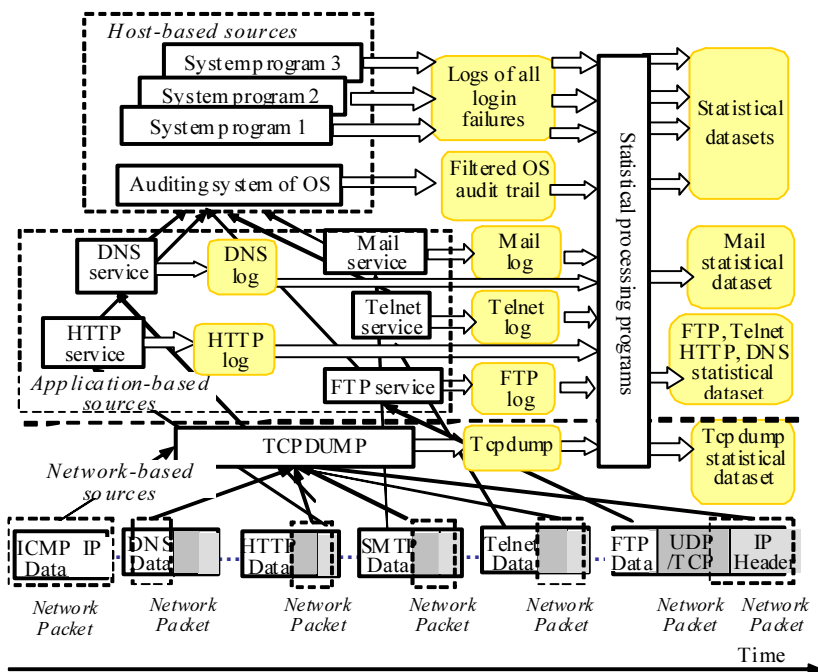 Host-based sources
System program 3
System program 2
System program 1
Auditing system of OS
Logs of all
login
failures
Filtered OS
audit trail
Statistical processing programs
Statistical
datasets
DNS
service
DNS
log
Mail
service
Mail
log
Mail
statistical
dataset
HTTP
service
HTTP
log
Telnet
service
Telnet
log
FTP, Telnet
HTTP, DNS
statistical
dataset
Application-based
sources
FTP service
FTP
log
TCPDUMP
Tcpdump
Tcpdump
statistical
dataset
Network-based
sources
ICMP IP
Data
DNS
Data
HTTP
Data
SMTP
Data
Telnet
Data
FTP
Data
UDP
/TCP
IP
Header
Network
Packet
Network
Packet
Network
Packet
Network
Packet
Network
Packet
Network
Packet
Time